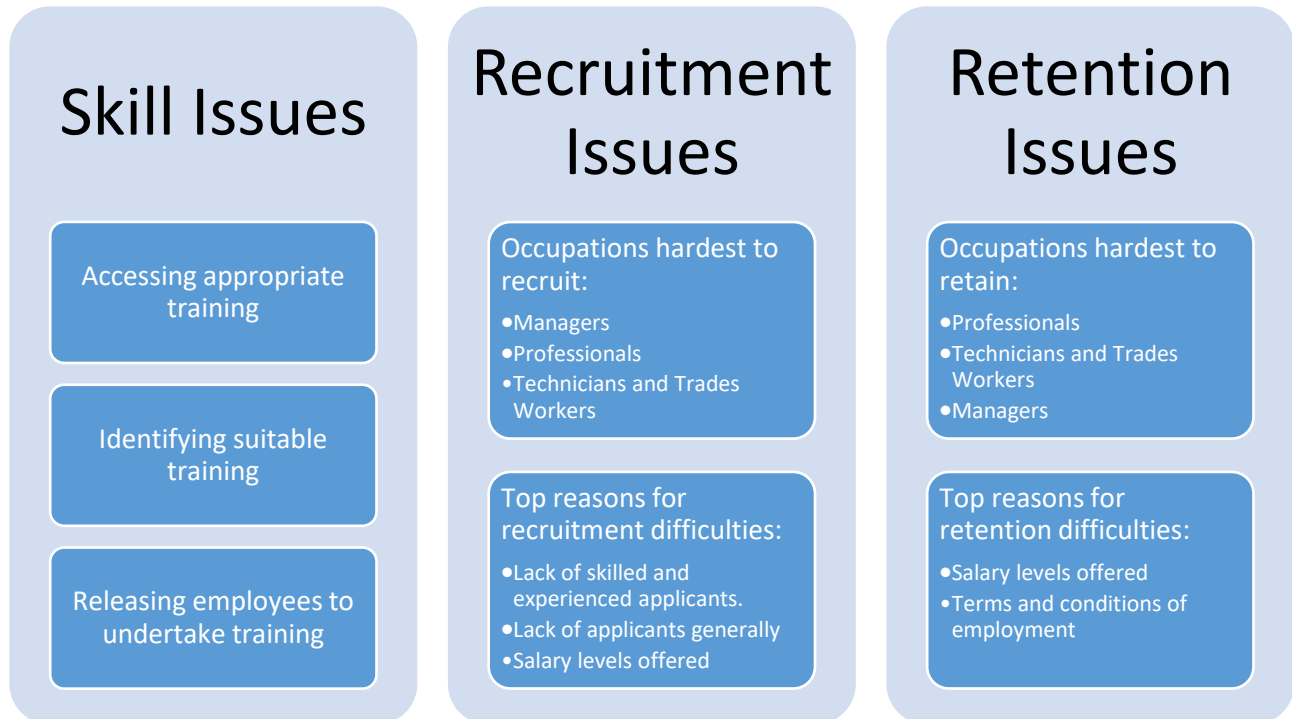 Skill Issues
Accessing appropriate
training
Identifying suitable
training
Releasing employees to
undertake training
Recruitment
Issues
Occupations hardest to
recruit:
•Managers
•Professionals
•Technicians and Trades
Workers
Top reasons for
recruitment difficulties:
•Lack of skilled and
experienced applicants.
•Lack of applicants generally
•Salary levels offered
Retention
Issues
Occupations hardest to
retain:
•Professionals
•Technicians and Trades
Workers
•Managers
Top reasons for
retention difficulties:
•Salary levels offered
•Terms and conditions of
employment